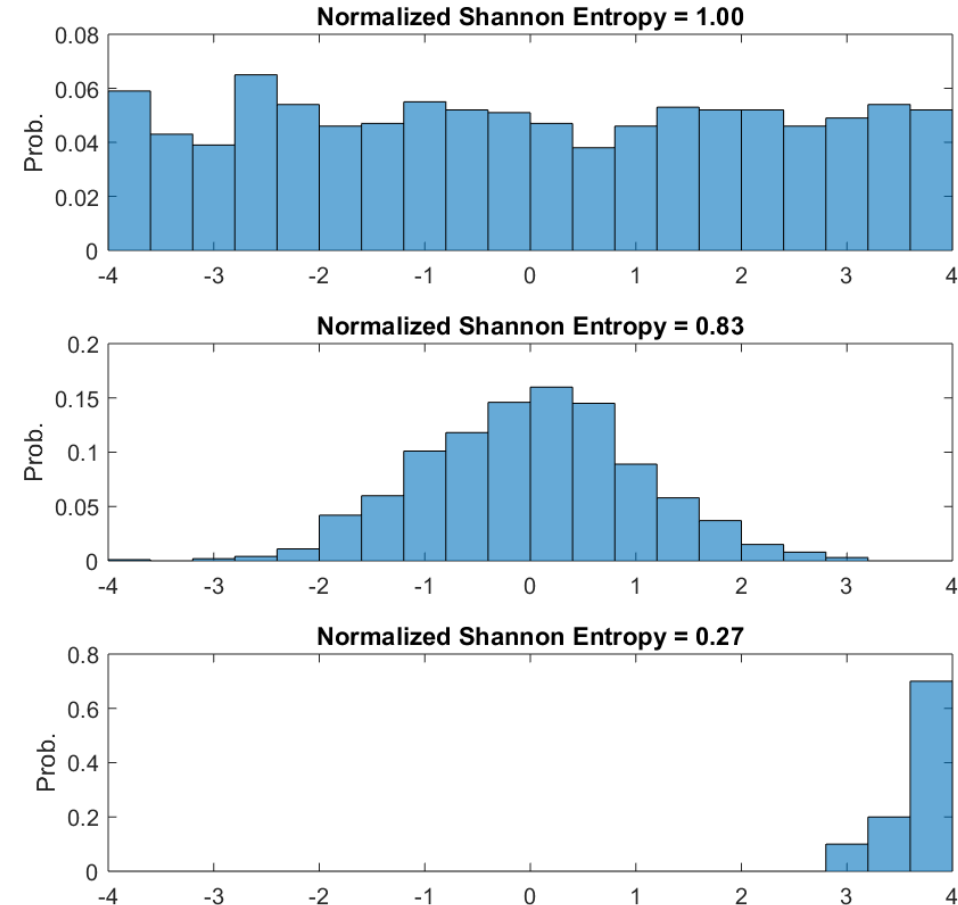 Normalized Shannon Entropy = 1.00
0.08
0.06
0.04
0.02
0
Prob.
-4 -3 -2 -1 0 1 2 3 4
Normalized Shannon Entropy = 0.83
0.2
0.15
0.1
0.05
0
Prob.
-4 -3 -2 -1 0 1 2 3 4
Normalized Shannon Entropy = 0.27
0.8
0.6
0.4
0.2
0
Prob.
-4 -3 -2 -1 0 1 2 3 4